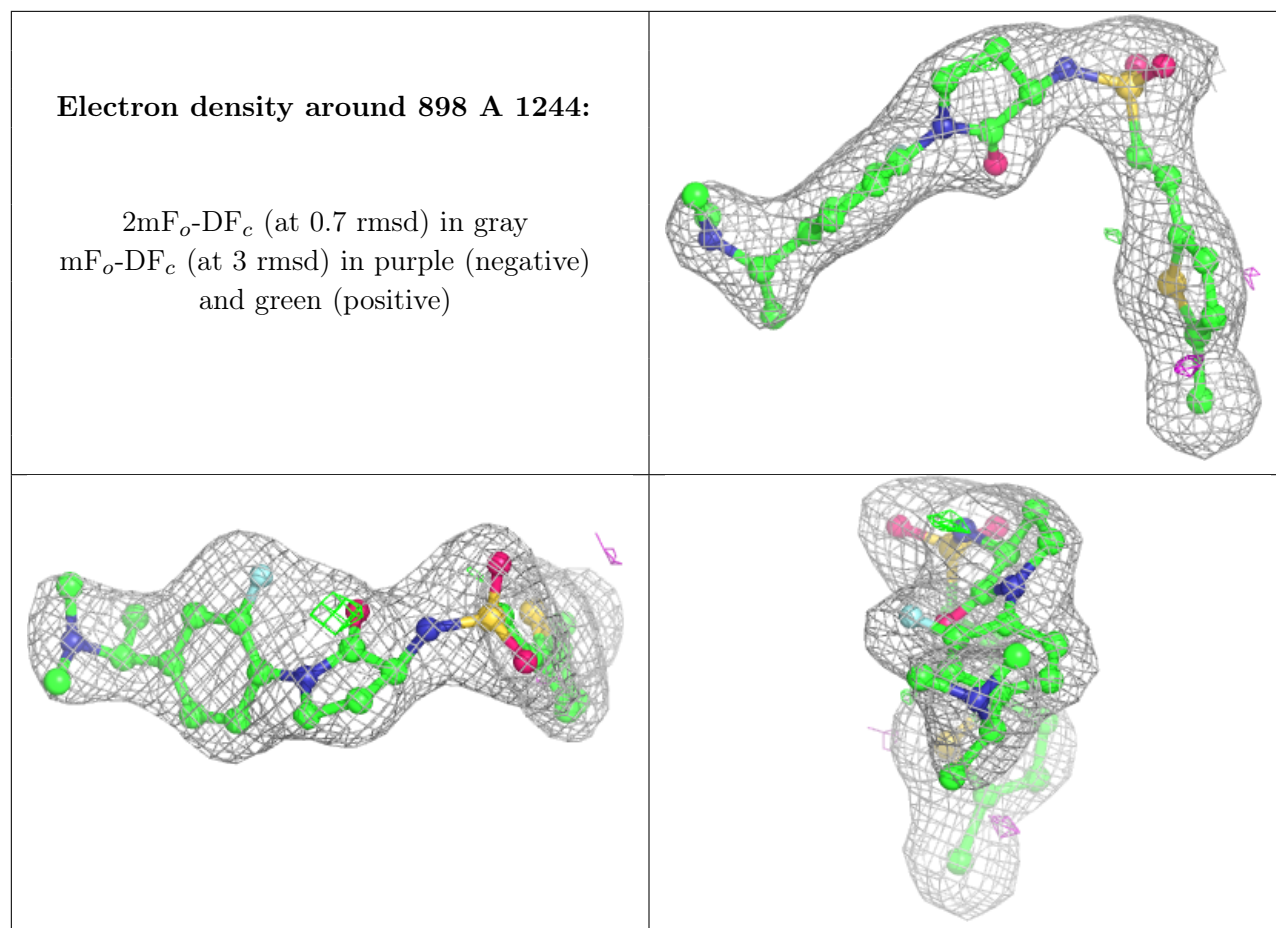 Electron density around 898 A 1244:
2mFo-DFc (at 0.7 rmsd) in gray
mFo-DFc (at 3 rmsd) in purple (negative)
and green (positive)